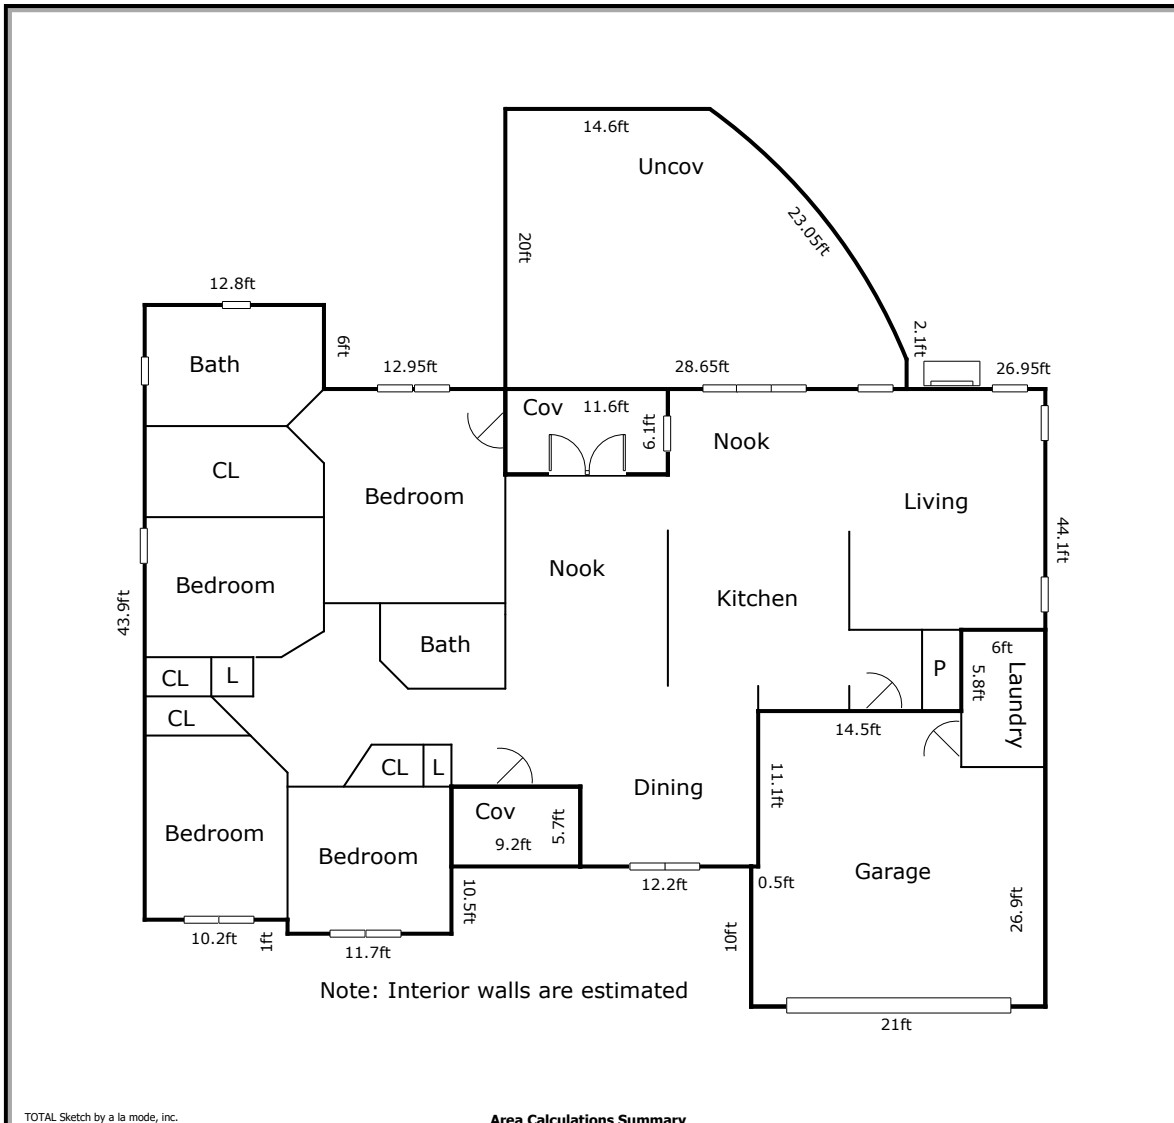 14.6ft
Uncov
23.05ft
20ft
12.8ft
2.1ft
6ft
Bath
12.95ft
28.65ft
26.95ft
Cov
11.6ft
6.1ft
Nook
CL
Bedroom
Living
44.1ft
Nook
Bedroom
Kitchen
43.9ft
Bath
6ft
5.8ft
Laundry
P
CL
L
CL
14.5ft
CL
L
Dining
11.1ft
Cov
9.2ft
5.7ft
Bedroom
Bedroom
Garage
12.2ft
0.5ft
10.5ft
26.9ft
10.2ft
1ft
11.7ft
10ft
Note: Interior walls are estimated
21ft
TOTAL Sketch by a la mode, inc.
Area Calculations Summary